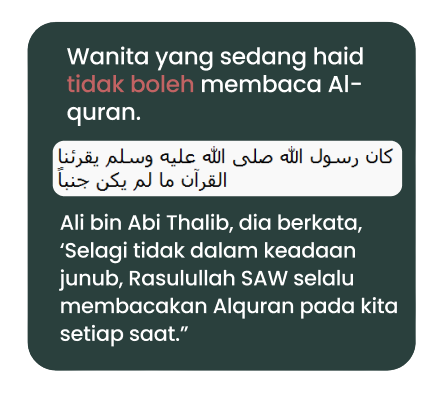 Wanita yang sedang haid
tidak boleh membaca Al-
quran.
كان رسول الله صلى الله عليه وسلم يقرئنا
القرآن ما لم يكن جنباً
Ali bin Abi Thalib, dia berkata,
‘Selagi tidak dalam keadaan
junub, Rasulullah SAW selalu
membacakan Alquran pada kita
setiap saat.”